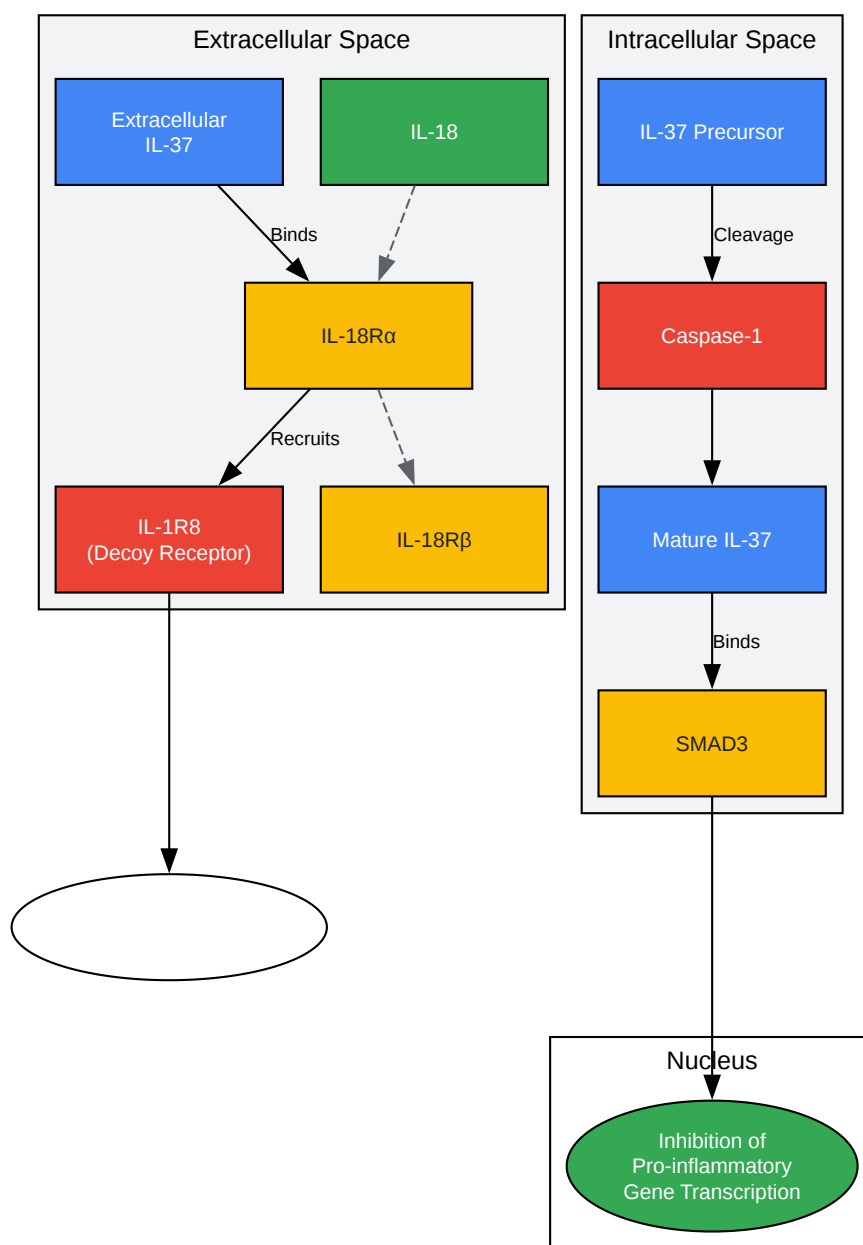 Extracellular Space
Extracellular
IL-37
IL-18
Binds
IL-18Rα
Recruits
IL-1R8
(Decoy Receptor)
IL-18Rβ
Intracellular Space
IL-37 Precursor
Cleavage
Caspase-1
Mature IL-37
Binds
SMAD3
Nucleus
Inhibition of
Pro-inflammatory
Gene Transcription